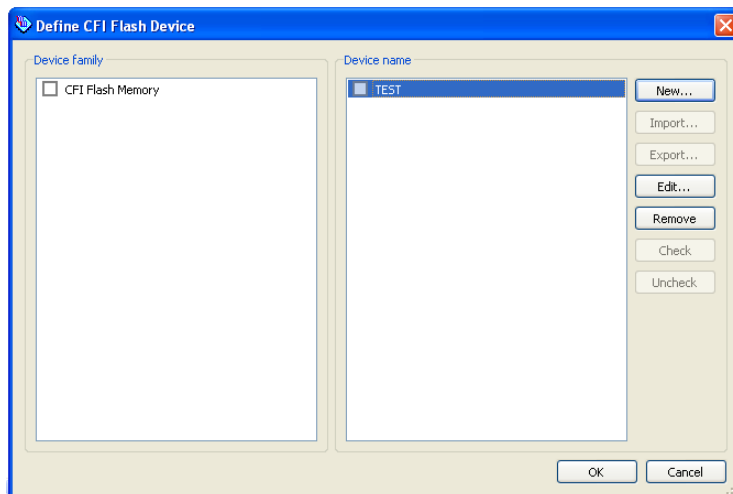 Define CFI Flash Device
Device family
CFI Flash Memory
Device name
TEST
New...
Import...
Export...
Edit...
Remove
Check
Uncheck
OK
Cancel